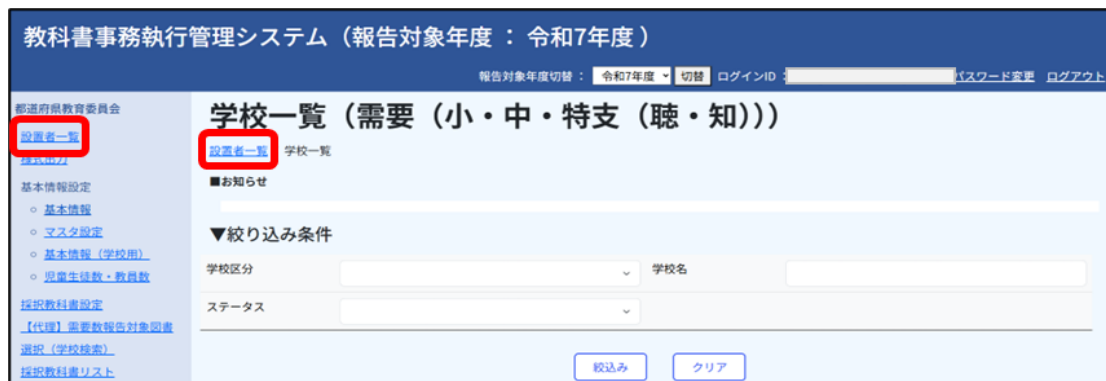 教科書事務執行管理システム（報告対象年度 ： 令和7年度 ）
報告対象年度切替 ： 令和7年度 切替 ログインID : パスワード変更 ログアウト
都道府県教育委員会
設置者一覧
様式出力
基本情報設定
基本情報
マスタ設定
基本情報（学校用）
児童生徒数・教員数
採択教科書設定
【代理】需要数報告対象図書
選択（学校検索）
採択教科書リスト
学校一覧（需要（小・中・特支（聴・知)））
設置者一覧 学校一覧
■お知らせ
▼絞り込み条件
学校区分 学校名
ステータス
絞込み クリア